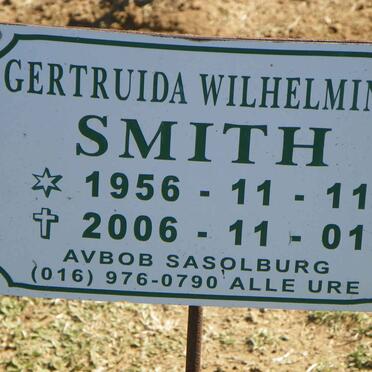 GERTRUIDA WILHELMIN
SMITH
1956 - 11 - 11
2006 - 11 - 01
AVBOB SASOLBURG
(016) 976-0790 ALLE URE